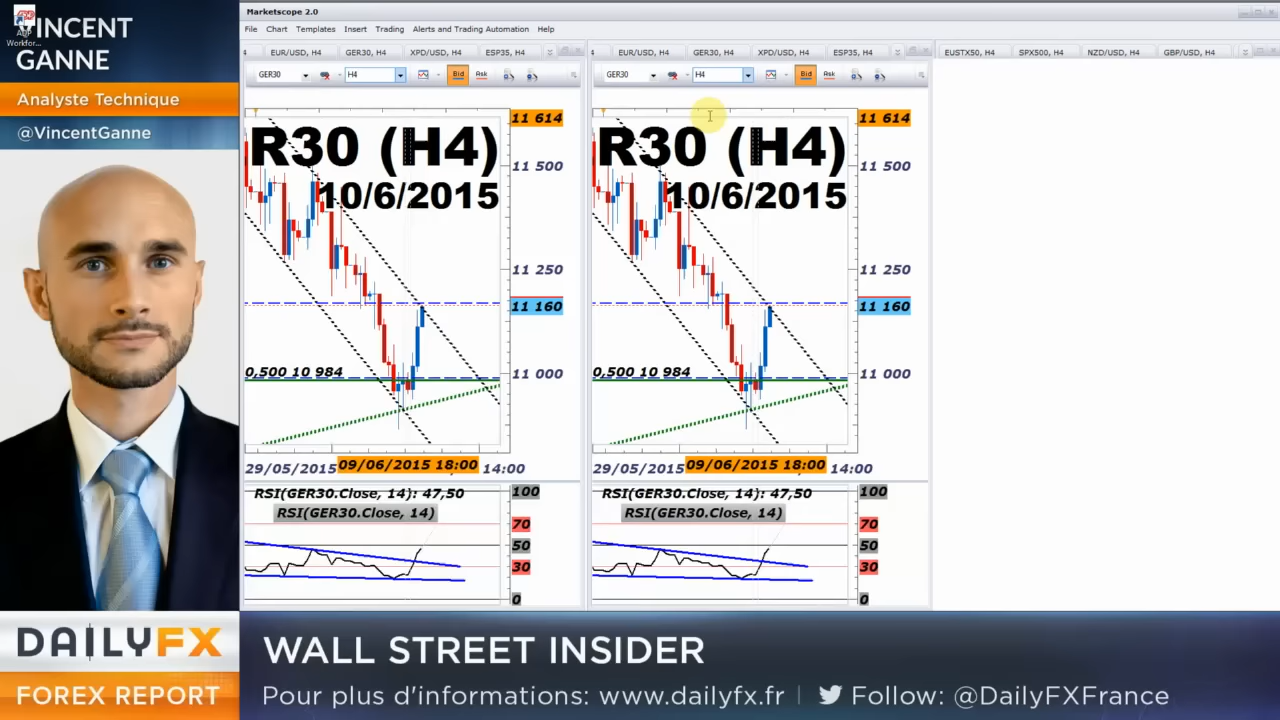 VINCENT
GANNE
Analyste Technique
@VincentGanne
Marketscope 2.0
File Chart Templates Insert Trading Alerts and Trading Automation Help
4 EUR/USD, H4 GER30, H4 XPD/USD, H4 ESP35, H4
4 EUR/USD, H4 GER30, H4 XPD/USD, H4 ESP35, H4
EUSTX50, H4 SPX500, H4 NZD/USD, H4 GBP/USD, H4
GER30 H4 Bid Ask
GER30 H4 Bid Ask
R30 (H4)
10/6/2015
11 614
11 500
11 250
11 160
11 000
0,500 10 984
29/05/2015 09/06/2015 18:00 14:00
RSI(GER30.Close, 14): 47,50
RSI(GER30.Close, 14)
100
70
50
30
0
R30 (H4)
10/6/2015
11 614
11 500
11 250
11 160
11 000
0,500 10 984
29/05/2015 09/06/2015 18:00 14:00
RSI(GER30.Close, 14): 47,50
RSI(GER30.Close, 14)
100
70
50
30
0
DAILYFX
FOREX REPORT
WALL STREET INSIDER
Pour plus d'informations: www.dailyfx.fr | Follow: @DailyFXFrance